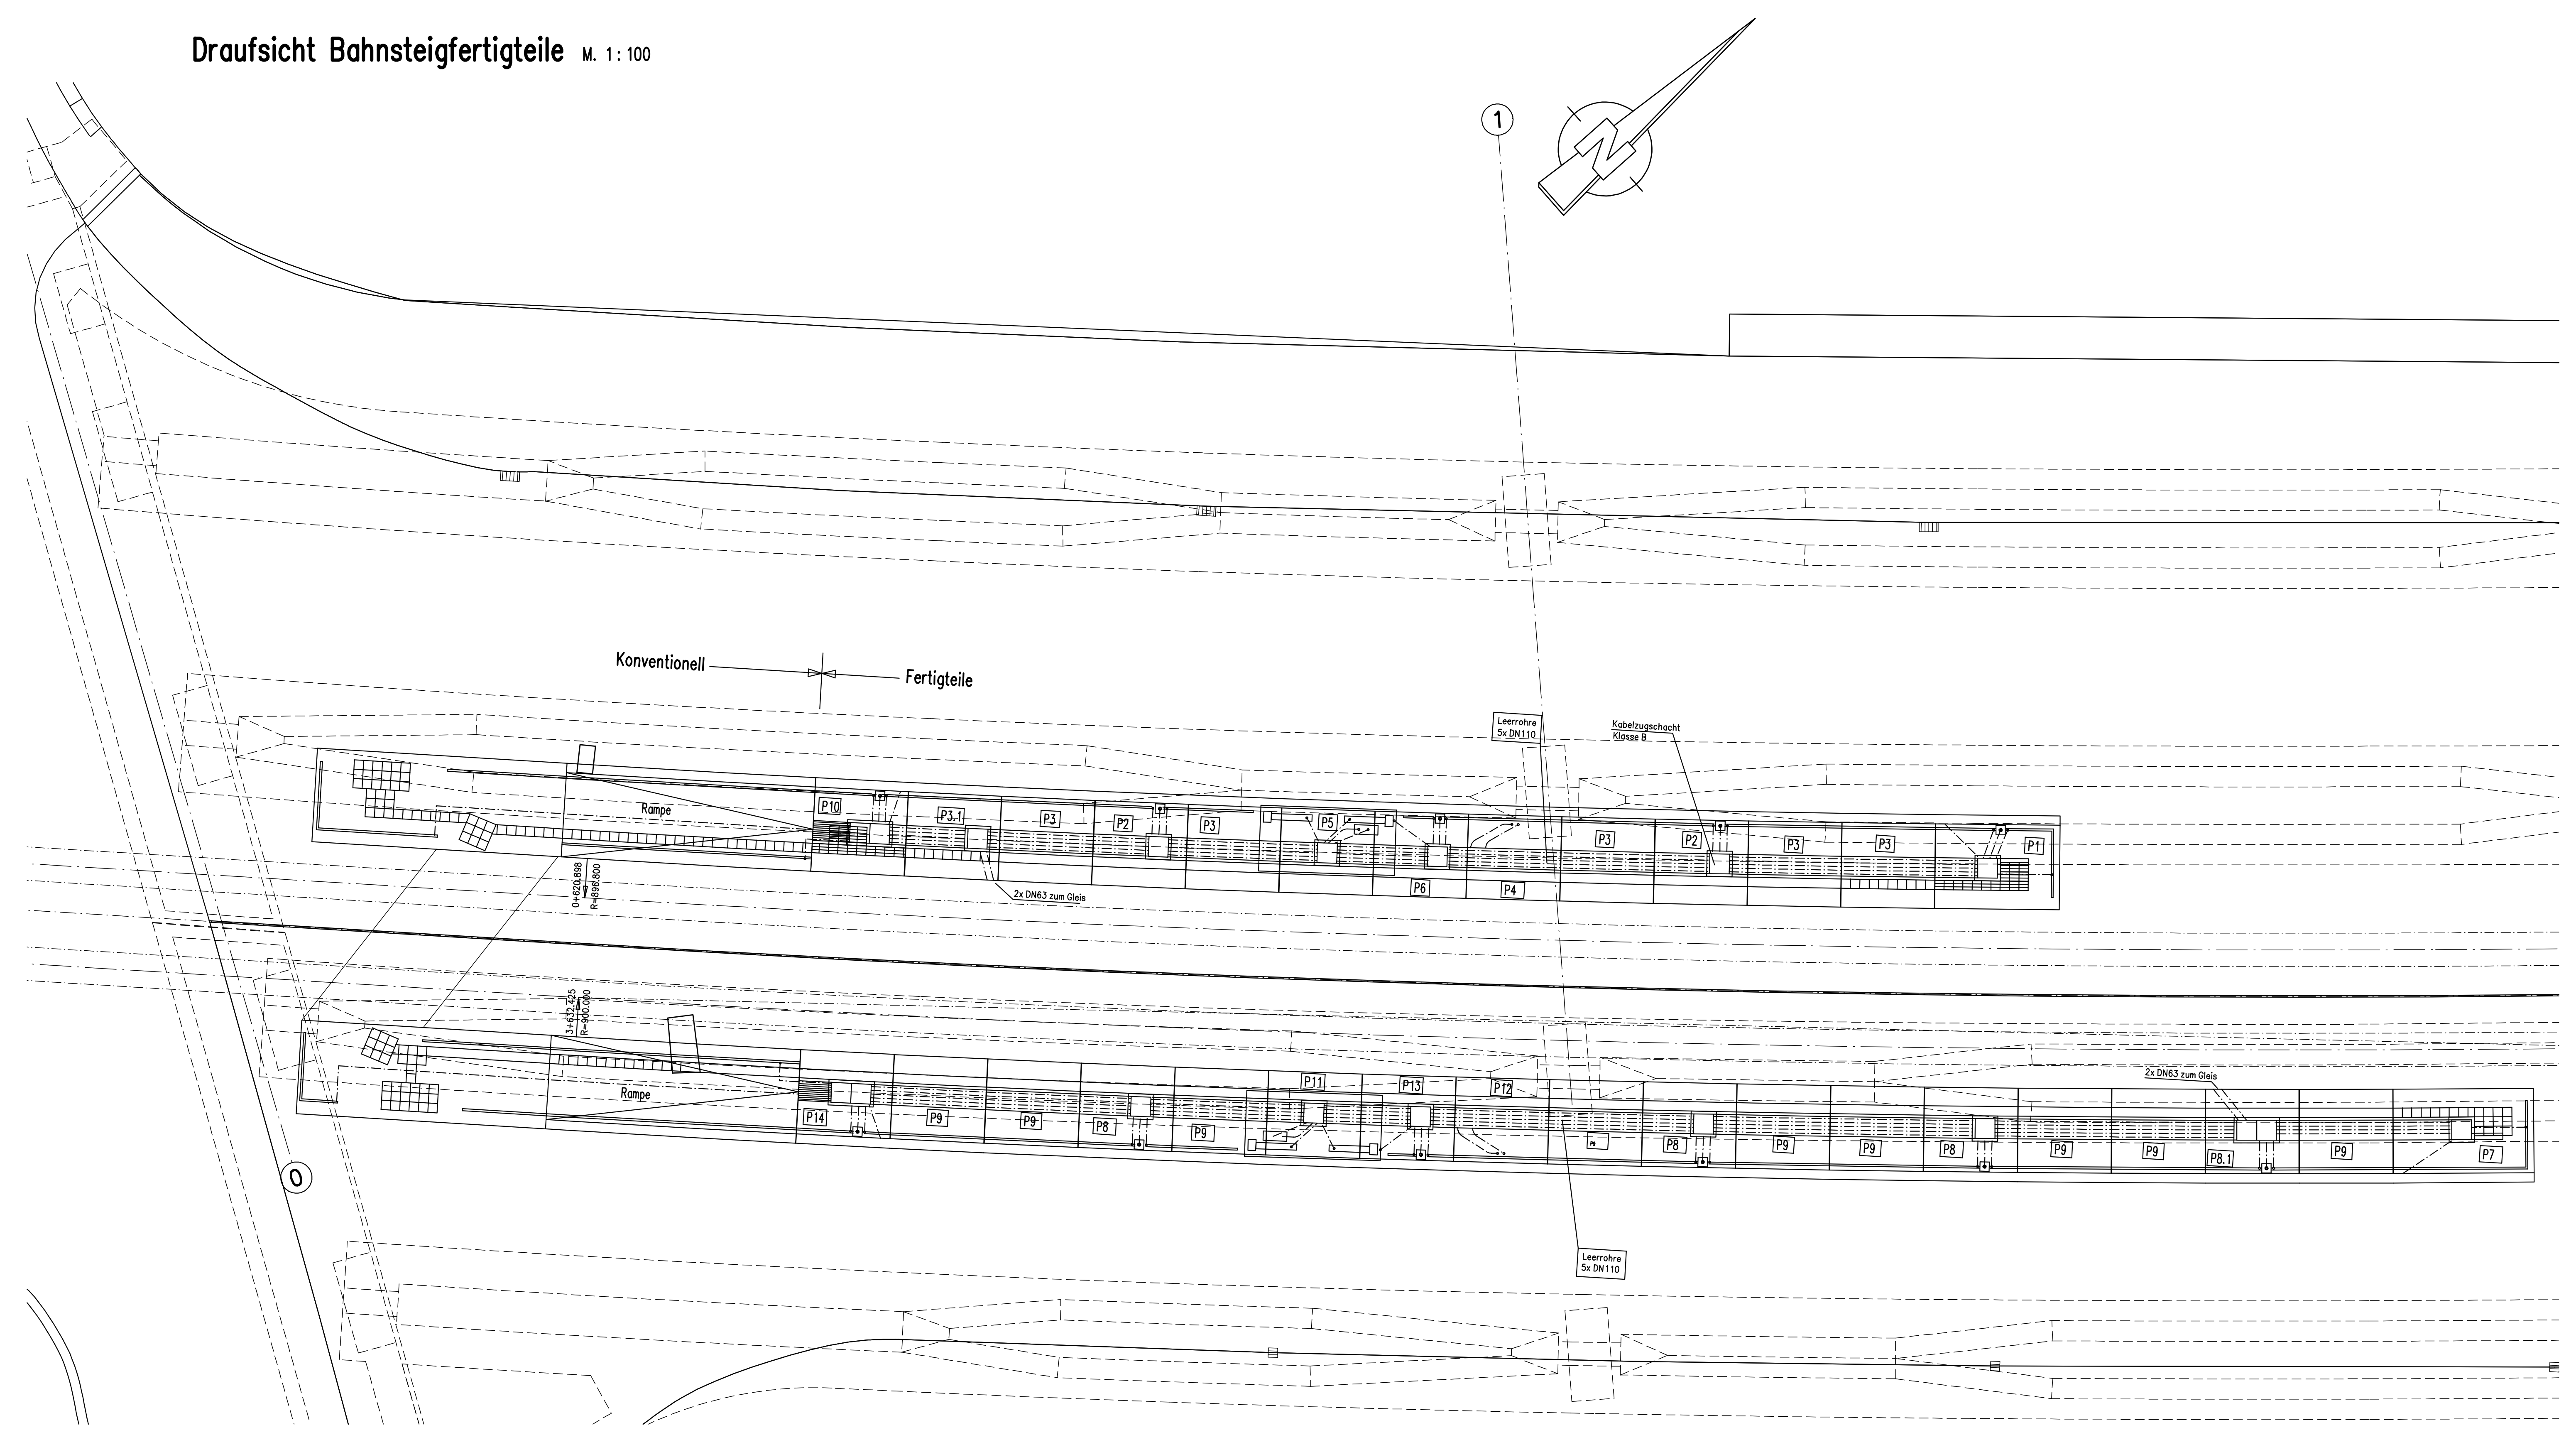 Draufsicht Bahnsteigfertigteile M. 1 : 100
1
N
Konventionell
Fertigteile
Leerrohre
5x DN110
Kabelzugschacht
Klasse B
Rampe
P10
P3.1
P3
P2
P3
P5
P3
P2
P3
P3
P1
P6
P4
0+620.898
R=896.800
2x DN63 zum Gleis
3+632.425
R=900.000
2x DN63 zum Gleis
Rampe
P11
P13
P12
P14
P9
P9
P8
P9
P8
P9
P9
P8
P9
P9
P8.1
P9
P7
0
Leerrohre
5x DN110